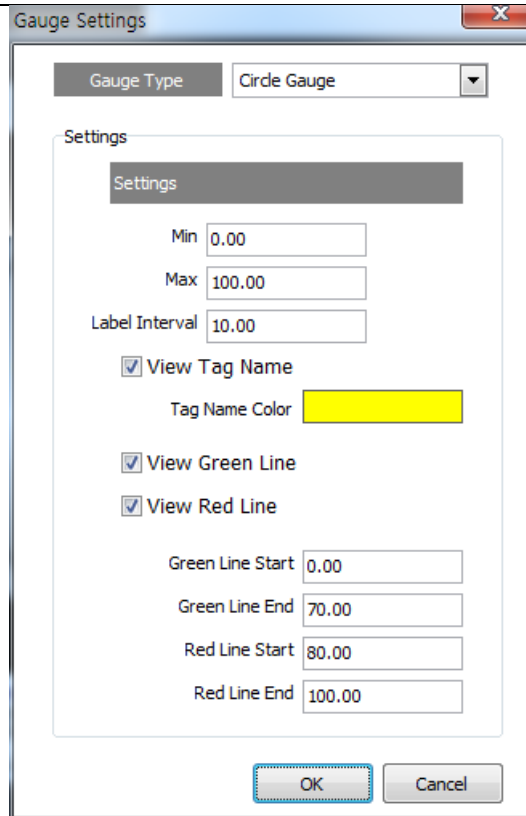 Gauge Settings
Gauge Type Circle Gauge
Settings
Settings
Min 0.00
Max 100.00
Label Interval 10.00
View Tag Name
Tag Name Color
View Green Line
View Red Line
Green Line Start 0.00
Green Line End 70.00
Red Line Start 80.00
Red Line End 100.00
OK Cancel